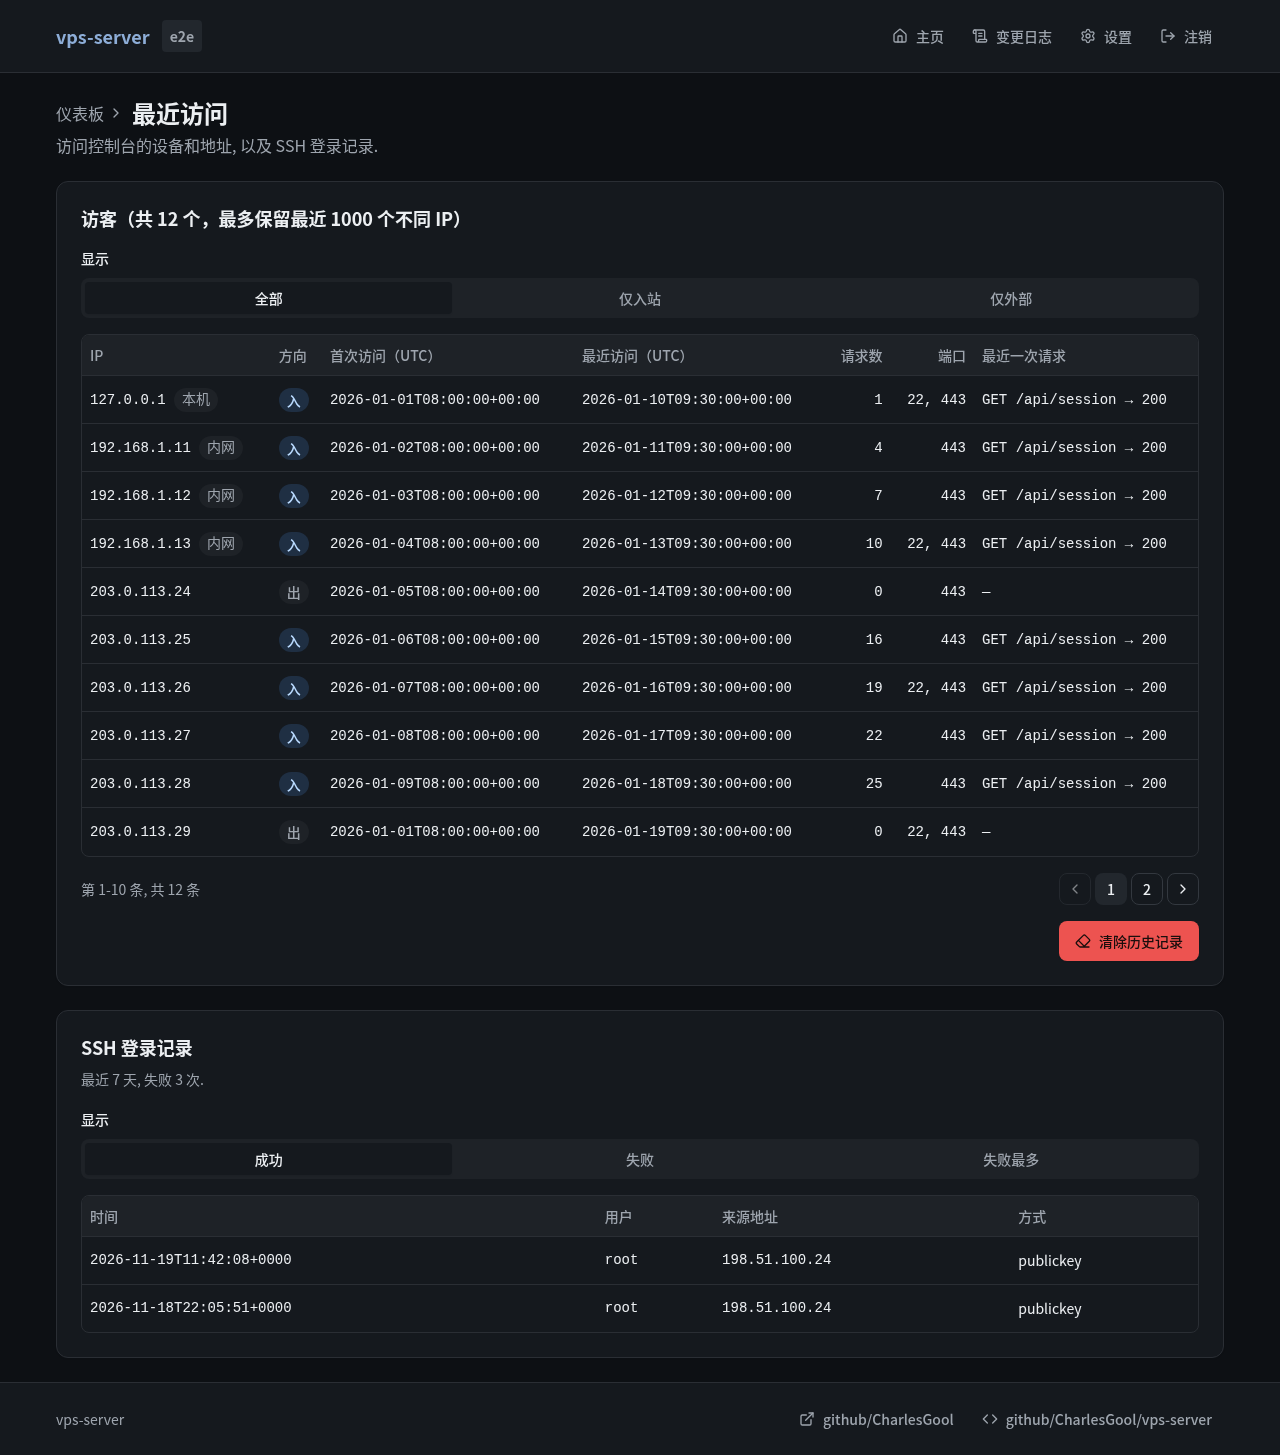 vps-server e2e 主页 变更日志 设置 注销
仪表板 最近访问
访问控制台的设备和地址, 以及 SSH 登录记录.
访客（共 12 个，最多保留最近 1000 个不同 IP）
显示
全部 仅入站 仅外部
IP 方向 首次访问（UTC） 最近访问（UTC） 请求数 端口 最近一次请求
127.0.0.1 本机 入 2026-01-01T08:00:00+00:00 2026-01-10T09:30:00+00:00 1 22, 443 GET /api/session → 200
192.168.1.11 内网 入 2026-01-02T08:00:00+00:00 2026-01-11T09:30:00+00:00 4 443 GET /api/session → 200
192.168.1.12 内网 入 2026-01-03T08:00:00+00:00 2026-01-12T09:30:00+00:00 7 443 GET /api/session → 200
192.168.1.13 内网 入 2026-01-04T08:00:00+00:00 2026-01-13T09:30:00+00:00 10 22, 443 GET /api/session → 200
203.0.113.24 出 2026-01-05T08:00:00+00:00 2026-01-14T09:30:00+00:00 0 443 —
203.0.113.25 入 2026-01-06T08:00:00+00:00 2026-01-15T09:30:00+00:00 16 443 GET /api/session → 200
203.0.113.26 入 2026-01-07T08:00:00+00:00 2026-01-16T09:30:00+00:00 19 22, 443 GET /api/session → 200
203.0.113.27 入 2026-01-08T08:00:00+00:00 2026-01-17T09:30:00+00:00 22 443 GET /api/session → 200
203.0.113.28 入 2026-01-09T08:00:00+00:00 2026-01-18T09:30:00+00:00 25 443 GET /api/session → 200
203.0.113.29 出 2026-01-01T08:00:00+00:00 2026-01-19T09:30:00+00:00 0 22, 443 —
第 1-10 条, 共 12 条 1 2
清除历史记录
SSH 登录记录
最近 7 天, 失败 3 次.
显示
成功 失败 失败最多
时间 用户 来源地址 方式
2026-11-19T11:42:08+0000 root 198.51.100.24 publickey
2026-11-18T22:05:51+0000 root 198.51.100.24 publickey
vps-server github/CharlesGool github/CharlesGool/vps-server